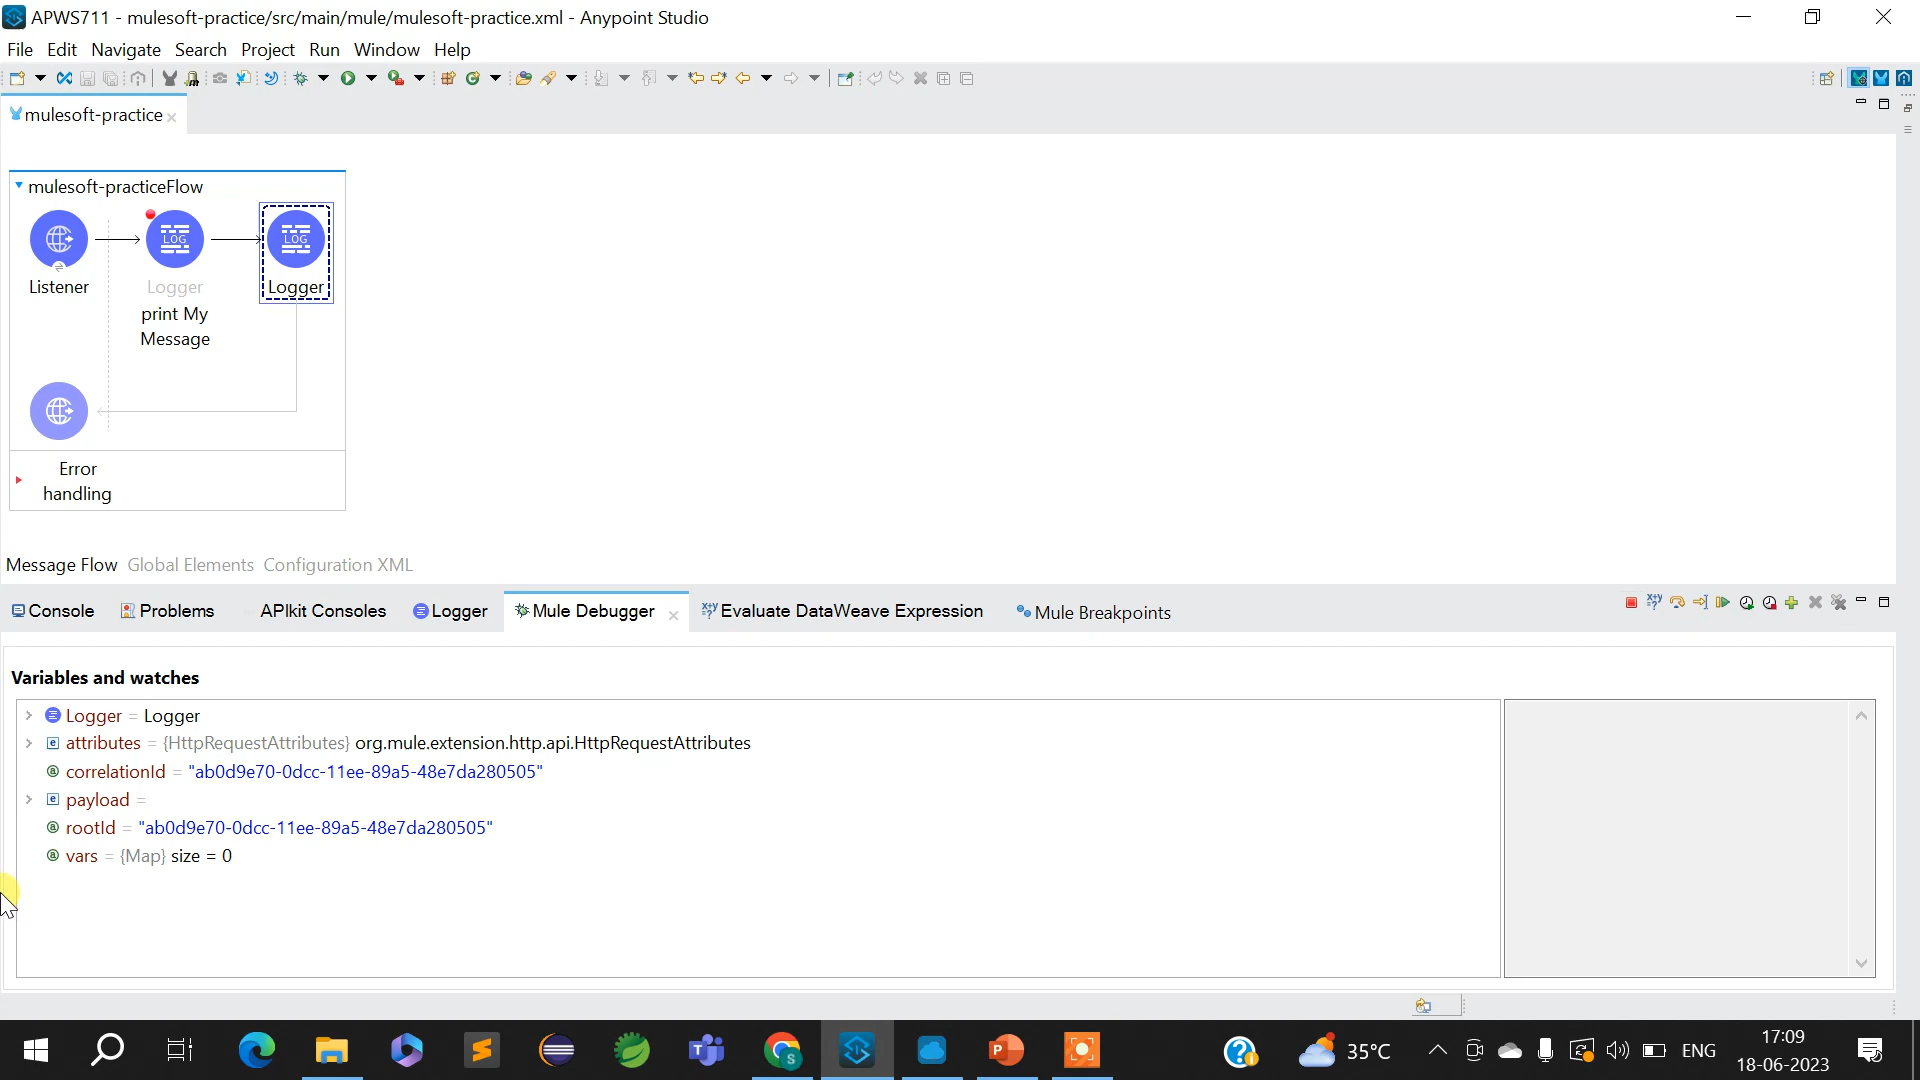 APWS711 - mulesoft-practice/src/main/mule/mulesoft-practice.xml - Anypoint Studio
File Edit Navigate Search Project Run Window Help
mulesoft-practice
mulesoft-practiceFlow
LOG LOG
Listener Logger Logger
print My
Message
Error
handling
Message Flow Global Elements Configuration XML
Console Problems APIkit Consoles Logger Mule Debugger Evaluate DataWeave Expression Mule Breakpoints
Variables and watches
Logger = Logger
attributes = {HttpRequestAttributes} org.mule.extension.http.api.HttpRequestAttributes
correlationId = "ab0d9e70-0dcc-11ee-89a5-48e7da280505"
payload =
rootId = "ab0d9e70-0dcc-11ee-89a5-48e7da280505"
vars = {Map} size = 0
35°C ENG 17:09
18-06-2023